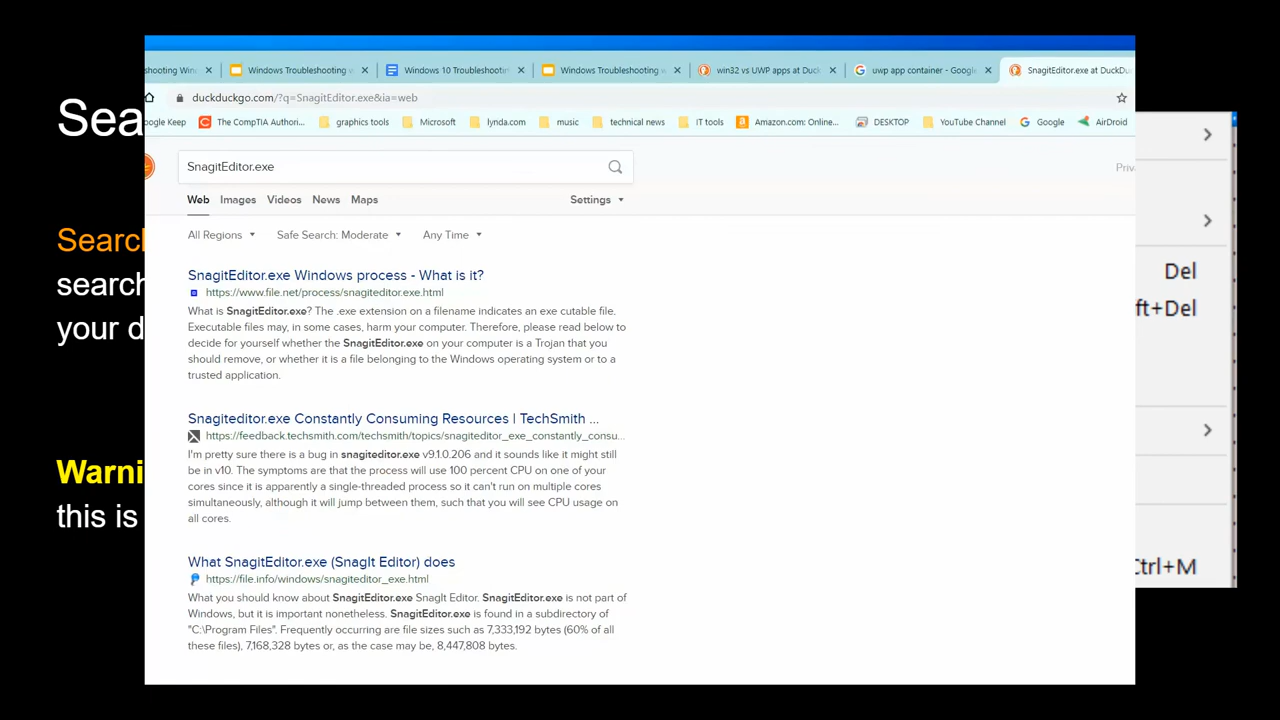 shooting Win
Windows Troubleshooting
Windows 10 Troubleshootin
Windows Troubleshooting
win32 vs UWP apps at Duckdu
uwp app container - Google
SnagitEditor.exe at DuckDu
duckduckgo.com/?q=SnagitEditor.exe&ia=web
ogle Keep
The CompTIA Authori...
graphics tools
Microsoft
lynda.com
music
technical news
IT tools
Amazon.com: Online...
DESKTOP
YouTube Channel
Google
AirDroid
Sea
SnagitEditor.exe
Priv
Web
Images
Videos
News
Maps
Settings
All Regions
Safe Search: Moderate
Any Time
Search
search
your d
Warni
this is
SnagitEditor.exe Windows process - What is it?
https://www.file.net/process/snagiteditor.exe.html
What is SnagitEditor.exe? The .exe extension on a filename indicates an exe cutable file.
Executable files may, in some cases, harm your computer. Therefore, please read below to
decide for yourself whether the SnagitEditor.exe on your computer is a Trojan that you
should remove, or whether it is a file belonging to the Windows operating system or to a
trusted application.
Snagiteditor.exe Constantly Consuming Resources | TechSmith ...
https://feedback.techsmith.com/techsmith/topics/snagiteditor_exe_constantly_consu...
I'm pretty sure there is a bug in snagiteditor.exe v9.1.0.206 and it sounds like it might still
be in v10. The symptoms are that the process will use 100 percent CPU on one of your
cores since it is apparently a single-threaded process so it can't run on multiple cores
simultaneously, although it will jump between them, such that you will see CPU usage on
all cores.
What SnagitEditor.exe (SnagIt Editor) does
https://file.info/windows/snagiteditor_exe.html
What you should know about SnagitEditor.exe SnagIt Editor. SnagitEditor.exe is not part of
Windows, but it is important nonetheless. SnagitEditor.exe is found in a subdirectory of
"C:\Program Files". Frequently occurring are file sizes such as 7,333,192 bytes (60% of all
these files), 7,168,328 bytes or, as the case may be, 8,447,808 bytes.
Del
ft+Del
Ctrl+M